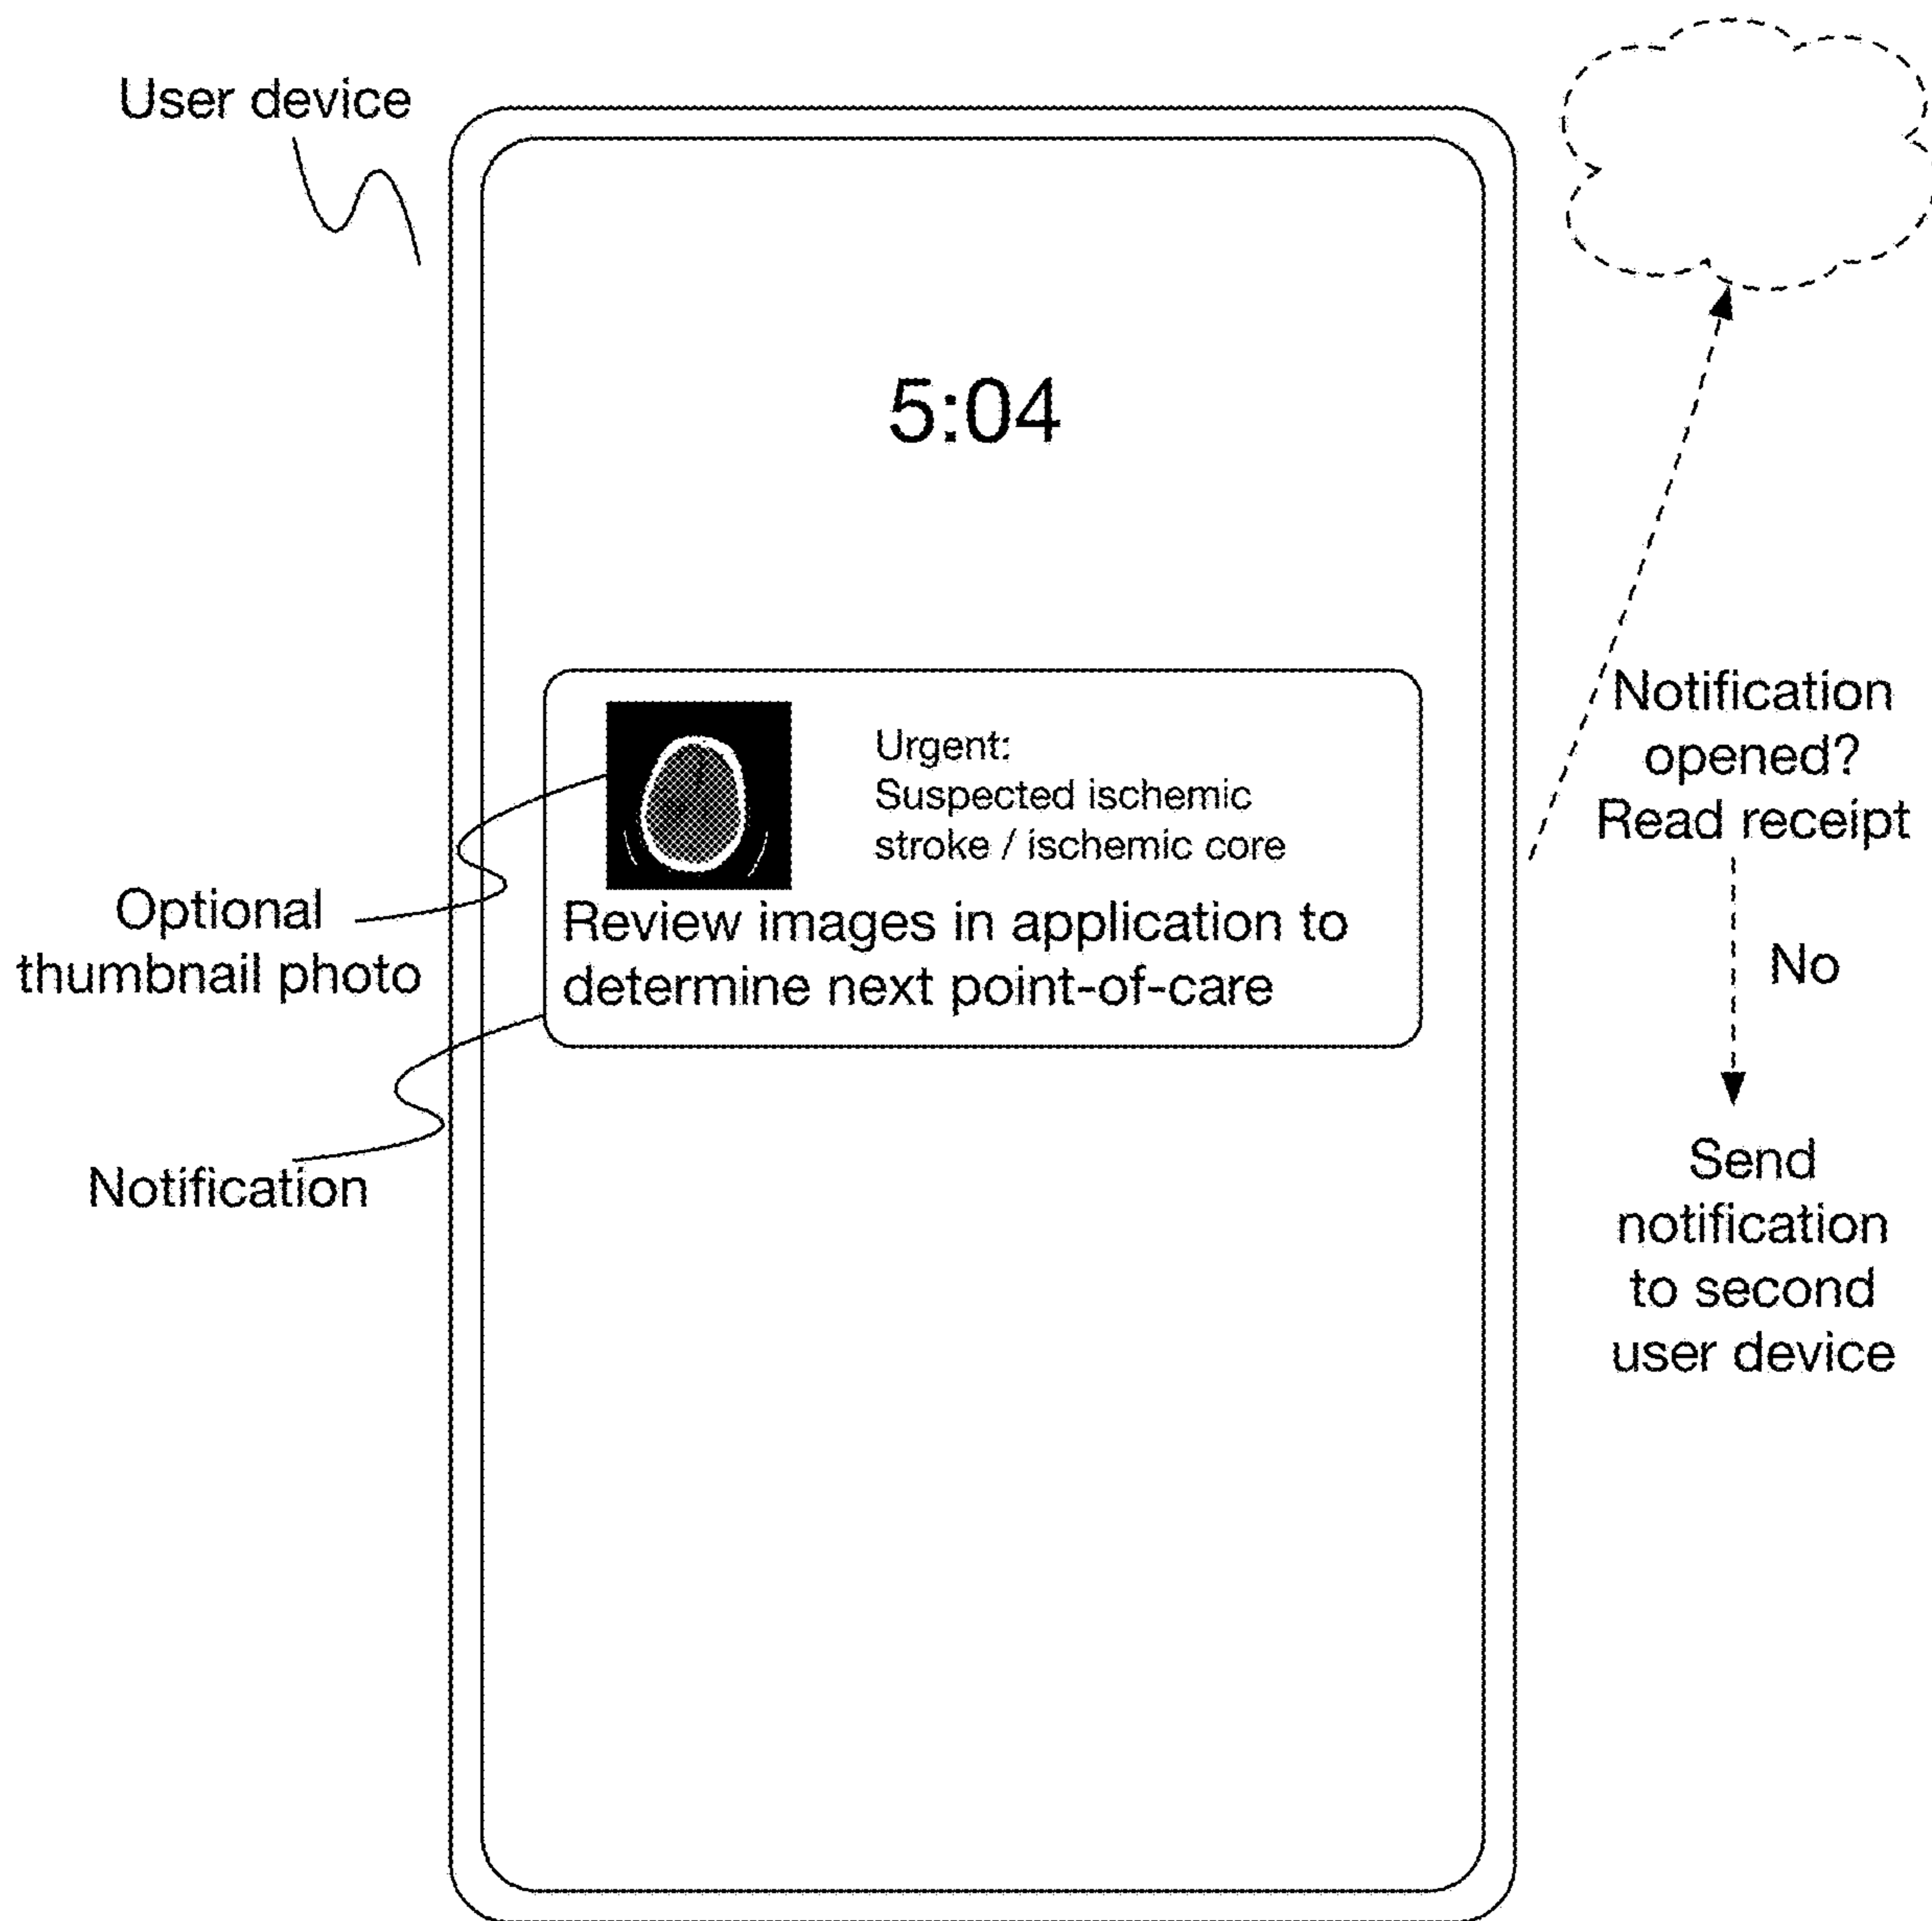 User device
5:04
Urgent:
Suspected ischemic
stroke / ischemic core
Review images in application to
determine next point-of-care
Optional
thumbnail photo
Notification
Notification
opened?
Read receipt
No
Send
notification
to second
user device